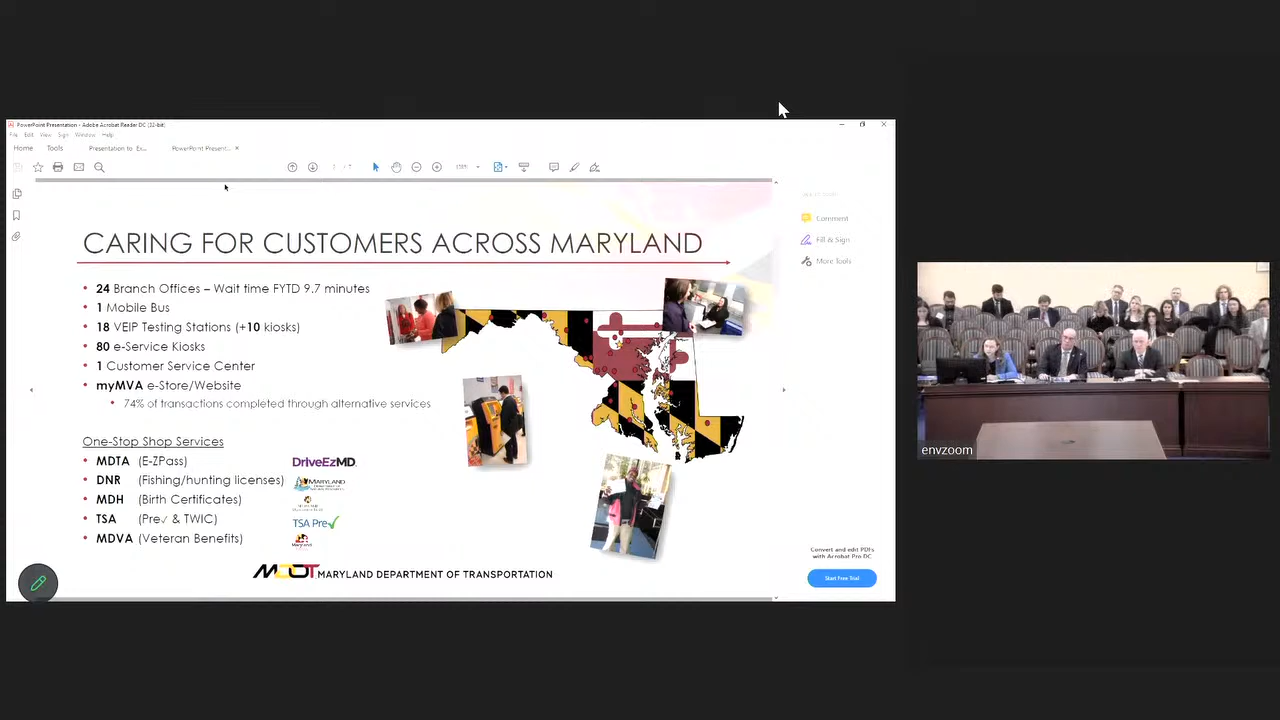 PowerPoint Presentation - Adobe Acrobat Reader DC (32-bit)
File Edit View Sign Window Help
Home Tools Presentation to Ex... PowerPoint Present... ×
CARING FOR CUSTOMERS ACROSS MARYLAND
• 24 Branch Offices – Wait time FYTD 9.7 minutes
• 1 Mobile Bus
• 18 VEIP Testing Stations (+10 kiosks)
• 80 e-Service Kiosks
• 1 Customer Service Center
• myMVA e-Store/Website
• 74% of transactions completed through alternative services
One-Stop Shop Services
• MDTA (E-ZPass)
DriveEzMD
• DNR (Fishing/hunting licenses)
MARYLAND
• MDH (Birth Certificates)
• TSA (Pre✓ & TWIC)
TSA Pre✓
• MDVA (Veteran Benefits)
MDOT MARYLAND DEPARTMENT OF TRANSPORTATION
Comment
Fill & Sign
More Tools
Convert and edit PDFs
with Acrobat Pro DC
Start Free Trial
envzoom